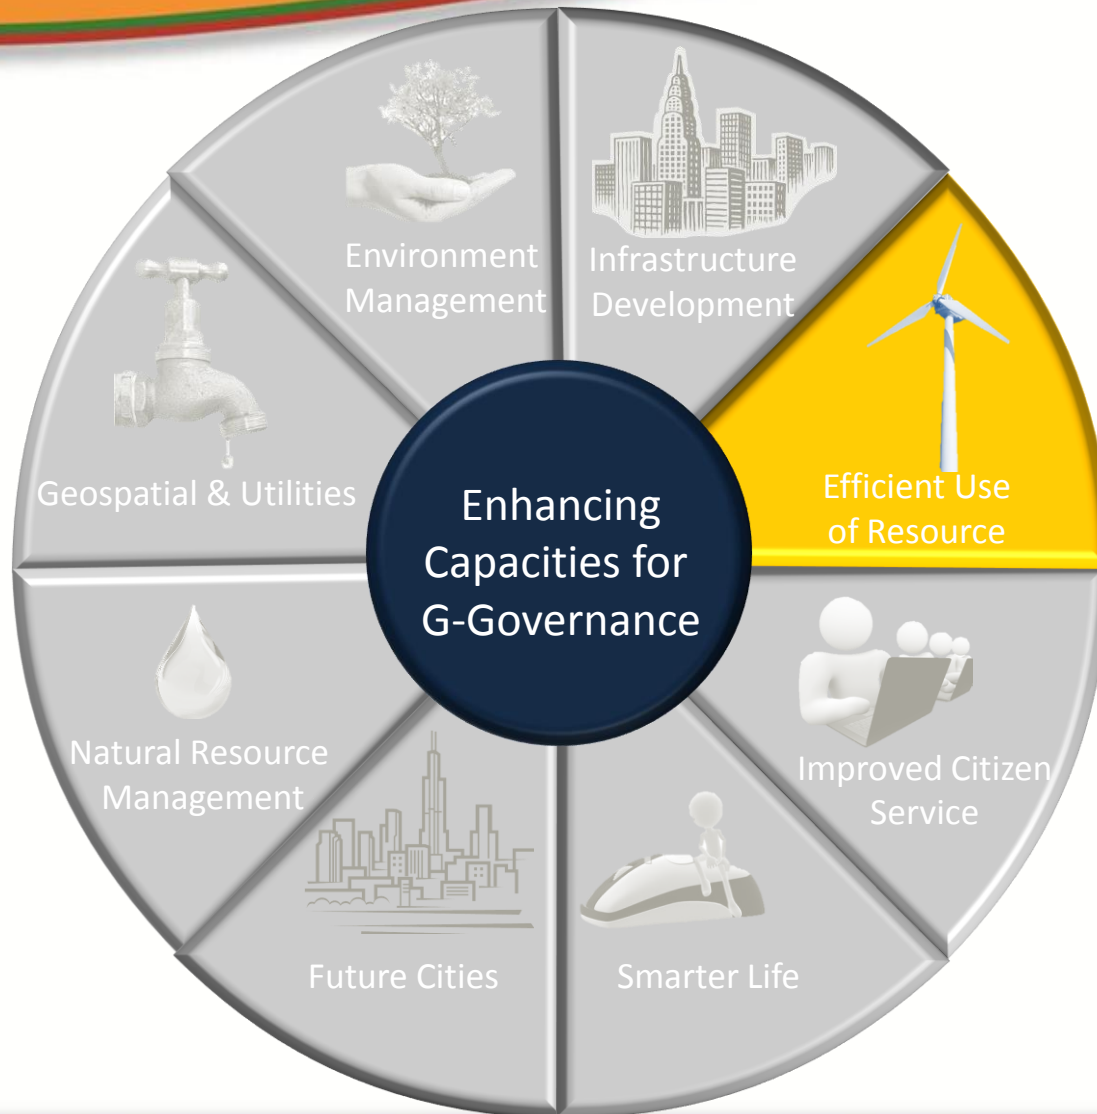 Environment
Management
Infrastructure
Development
Efficient Use
of Resource
Improved Citizen
Service
Smarter Life
Future Cities
Natural Resource
Management
Geospatial & Utilities
Enhancing
Capacities for
G-Governance